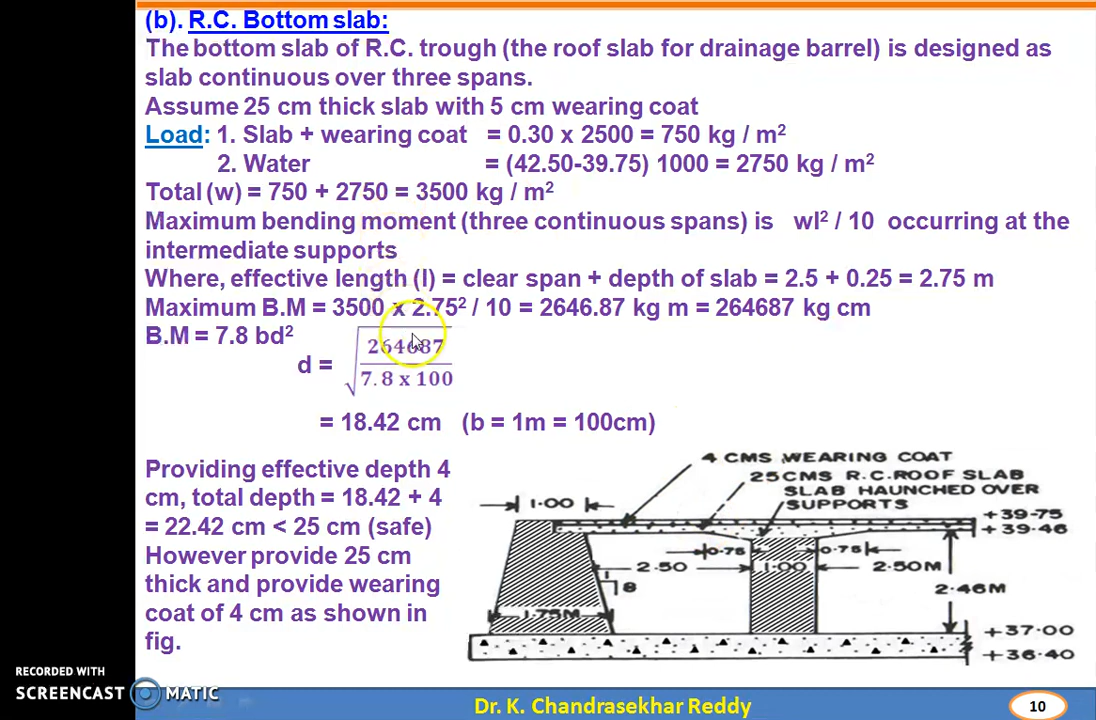 (b). R.C. Bottom slab:
The bottom slab of R.C. trough (the roof slab for drainage barrel) is designed as
slab continuous over three spans.
Assume 25 cm thick slab with 5 cm wearing coat
Load: 1. Slab + wearing coat = 0.30 x 2500 = 750 kg / m²
2. Water = (42.50-39.75) 1000 = 2750 kg / m²
Total (w) = 750 + 2750 = 3500 kg / m²
Maximum bending moment (three continuous spans) is wl² / 10 occurring at the
intermediate supports
Where, effective length (l) = clear span + depth of slab = 2.5 + 0.25 = 2.75 m
Maximum B.M = 3500 x 2.75² / 10 = 2646.87 kg m = 264687 kg cm
B.M = 7.8 bd²
d = √(264687 / 7.8 x 100)
= 18.42 cm (b = 1m = 100cm)
Providing effective depth 4
cm, total depth = 18.42 + 4
= 22.42 cm < 25 cm (safe)
However provide 25 cm
thick and provide wearing
coat of 4 cm as shown in
fig.
4 CMS WEARING COAT
25CMS R.C.ROOF SLAB
SLAB HAUNCHED OVER
SUPPORTS
1.00
+39.75
+39.46
0.75
0.75
2.50
1.00
2.50M
1
8
2.46M
1.75M
+37.00
+36.40
RECORDED WITH
SCREENCAST MATIC
Dr. K. Chandrasekhar Reddy
10